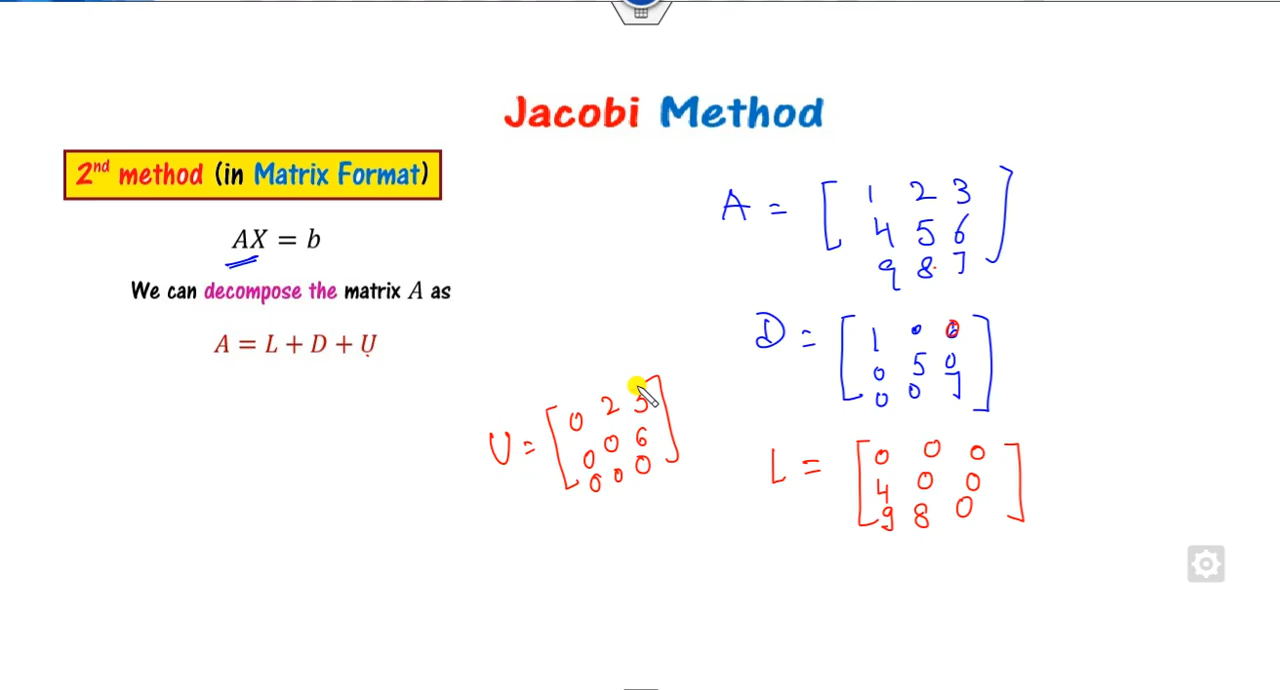 Jacobi Method
2nd method (in Matrix Format)
AX = b
We can decompose the matrix A as
A = L + D + U
A = [ 1 2 3
4 5 6
9 8 7 ]
D = [ 1 0 0
0 5 0
0 0 7 ]
U = [ 0 2 3
0 0 6
0 0 0 ]
L = [ 0 0 0
4 0 0
9 8 0 ]